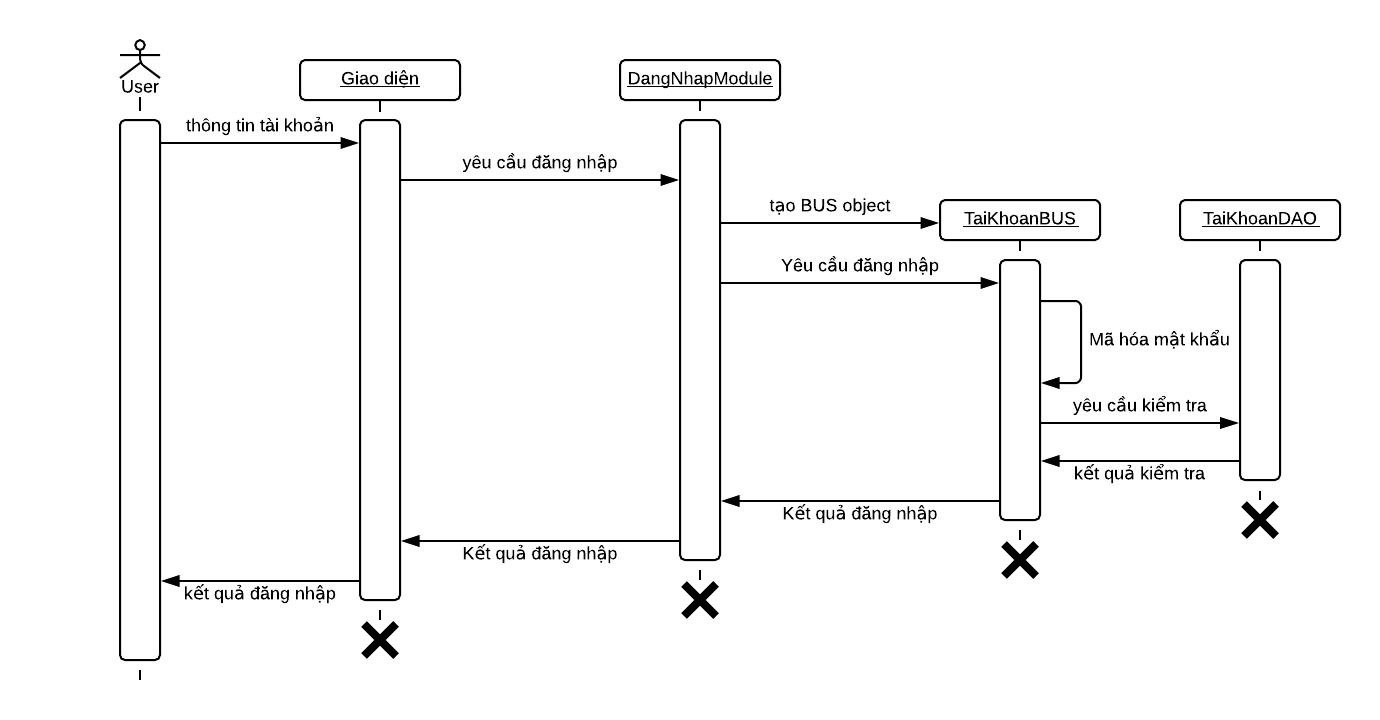 User
Giao diện
DangNhapModule
thông tin tài khoản
yêu cầu đăng nhập
tạo BUS object
TaiKhoanBUS
TaiKhoanDAO
Yêu cầu đăng nhập
Mã hóa mật khẩu
yêu cầu kiểm tra
kết quả kiểm tra
Kết quả đăng nhập
Kết quả đăng nhập
kết quả đăng nhập